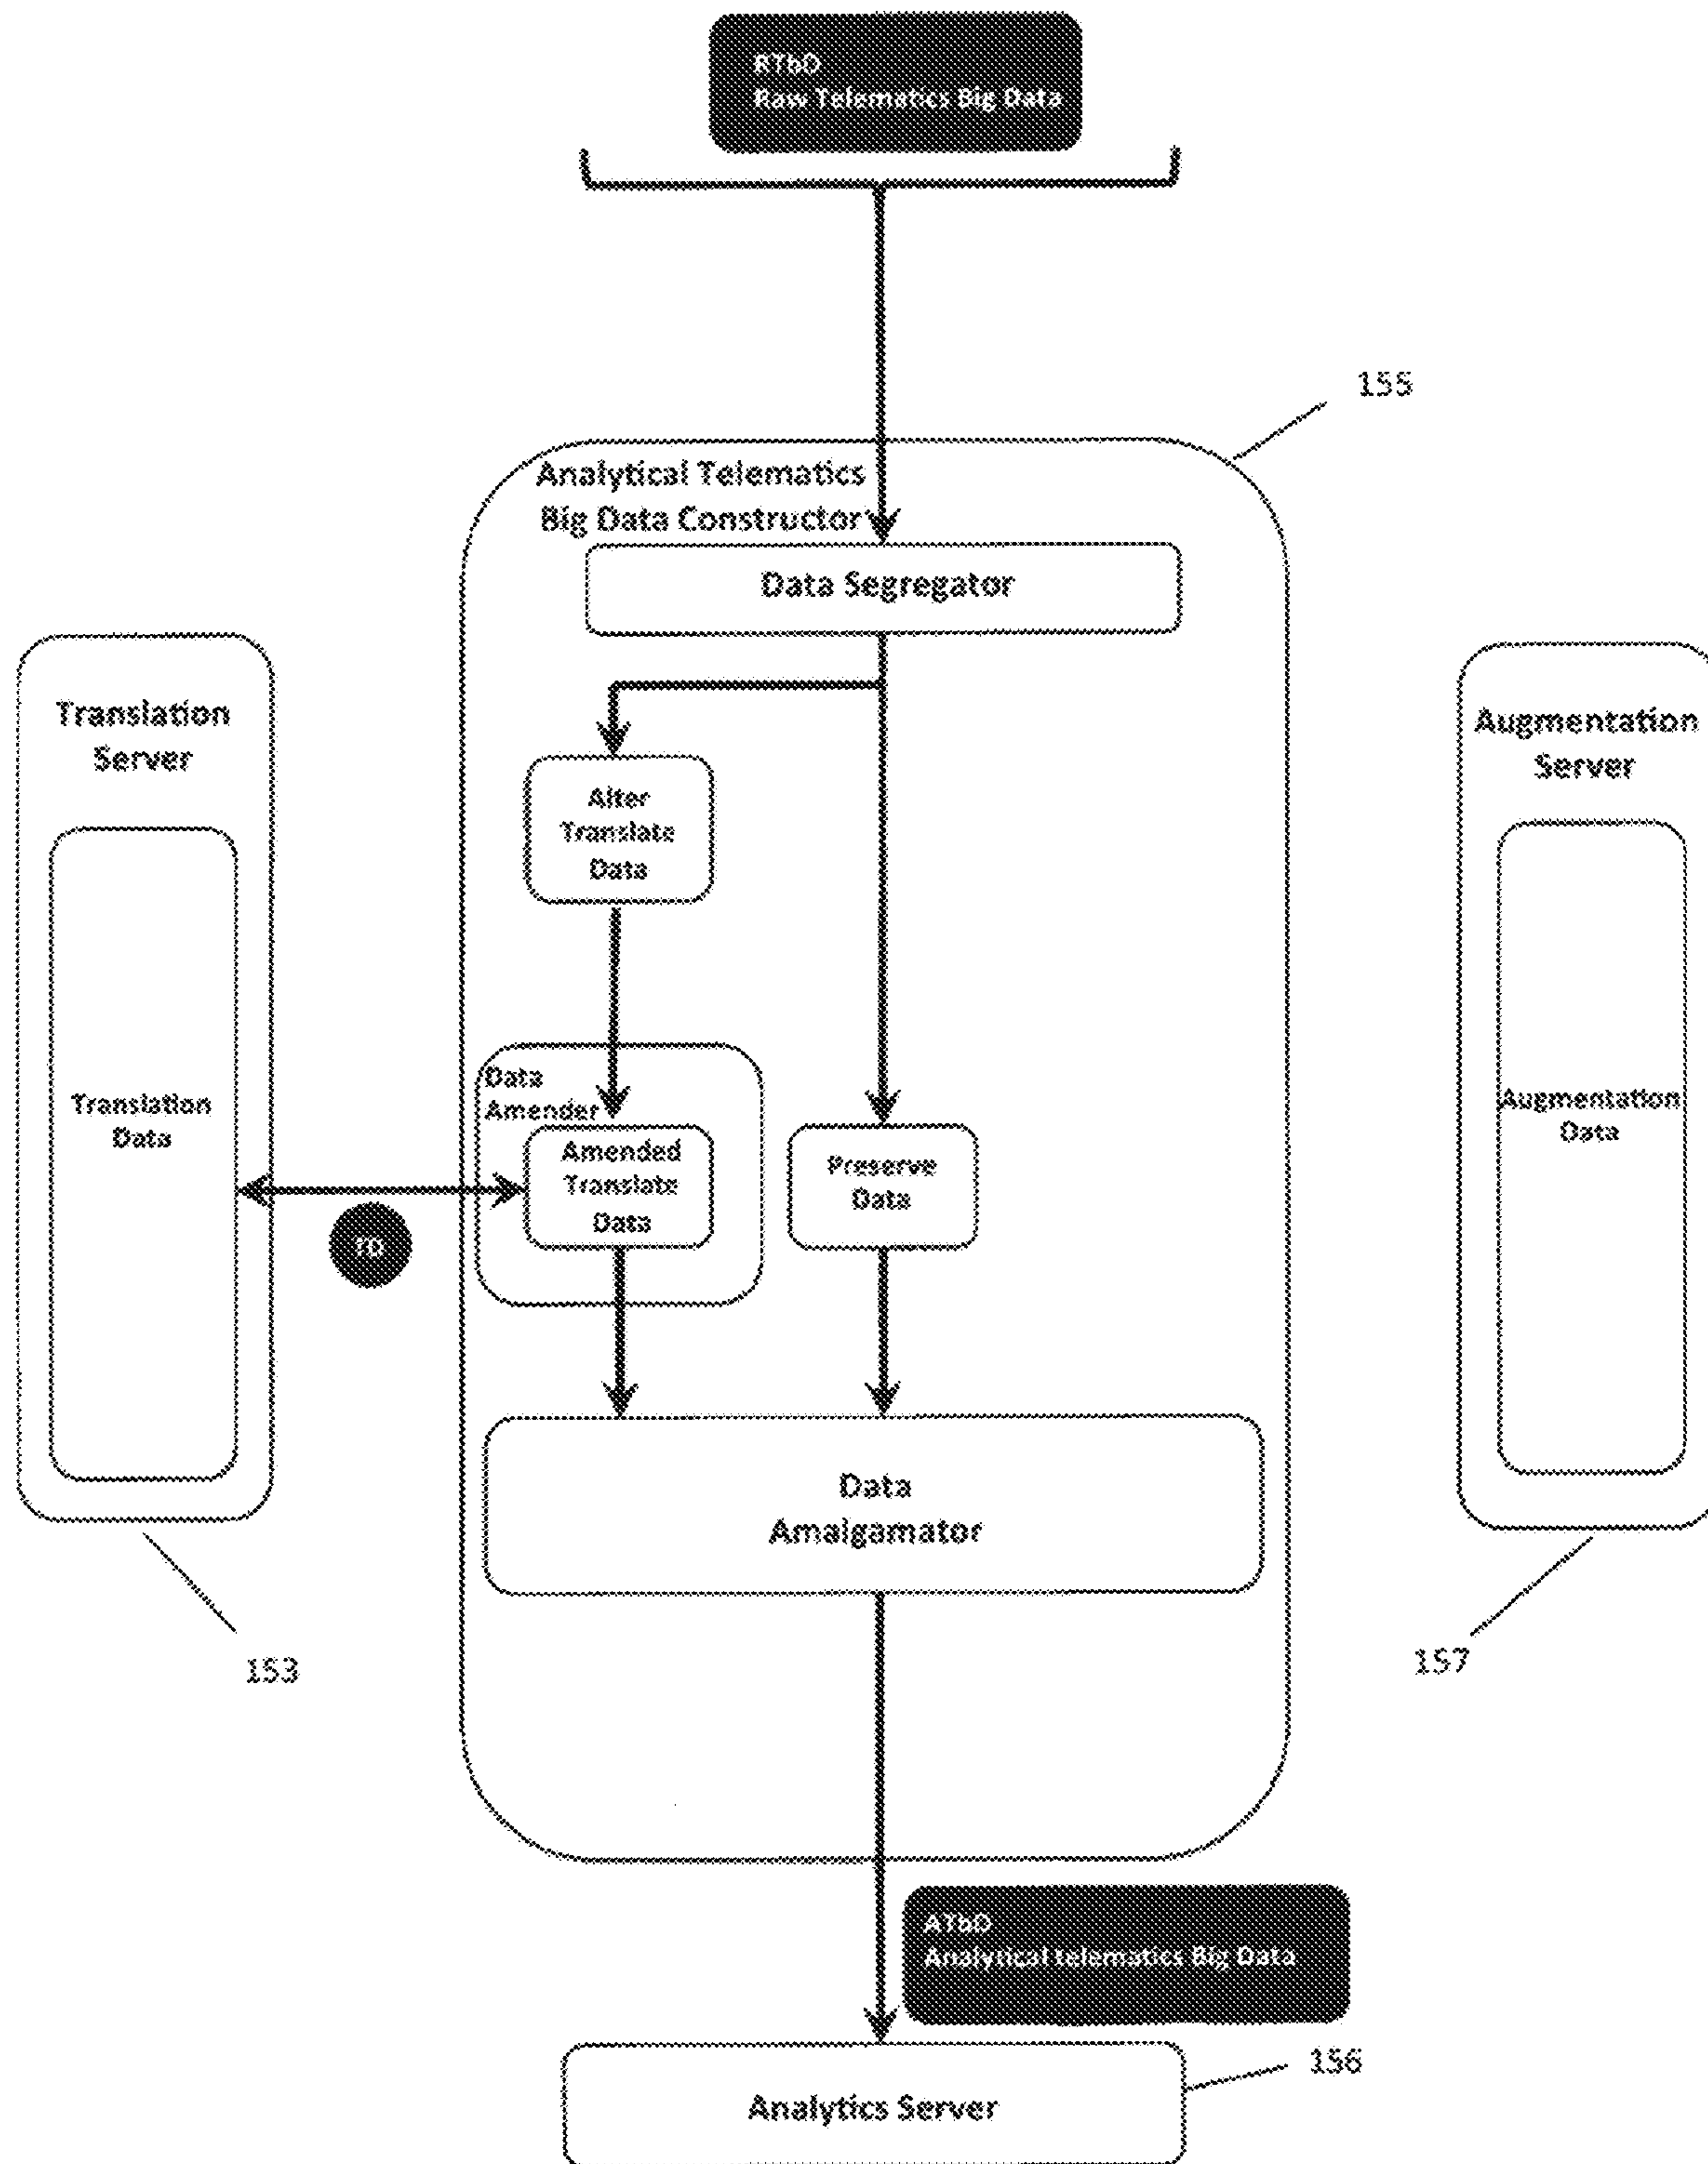 RTbD
Raw Telematics Big Data
155
Analytical Telematics
Big Data Constructor
Data Segregator
Translation
Server
Augmentation
Server
Alter
Translate
Data
Data
Amender
Translation
Data
Amended
Translate
Data
Preserve
Data
Augmentation
Data
TD
Data
Amalgamator
153
157
ATbD
Analytical telematics Big Data
156
Analytics Server